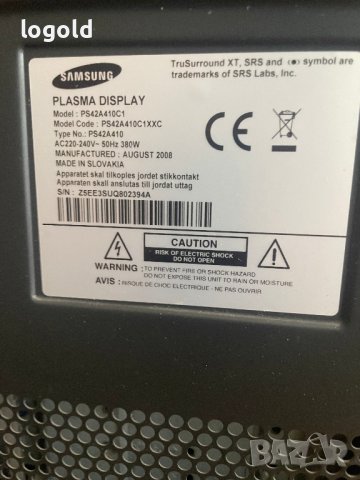 logold
SAMSUNG
TruSurround XT, SRS and (●) symbol are
trademarks of SRS Labs, Inc.
PLASMA DISPLAY
Model : PS42A410C1
Model Code : PS42A410C1XXC
Type No.: PS42A410
AC220-240V~ 50Hz 380W
MANUFACTURED : AUGUST 2008
MADE IN SLOVAKIA
Apparatet skal tilkoples jordet stikkontakt
Apparaten skall anslutas till jordat uttag
S/N : Z5EE3SUQ802394A
CE
CAUTION
RISK OF ELECTRIC SHOCK
DO NOT OPEN
WARNING : TO PREVENT FIRE OR SHOCK HAZARD
DO NOT EXPOSE THIS UNIT TO RAIN OR MOISTURE
AVIS : RISQUE DE CHOC ELECTRIQUE - NE PAS OUVRIR
BAZAR